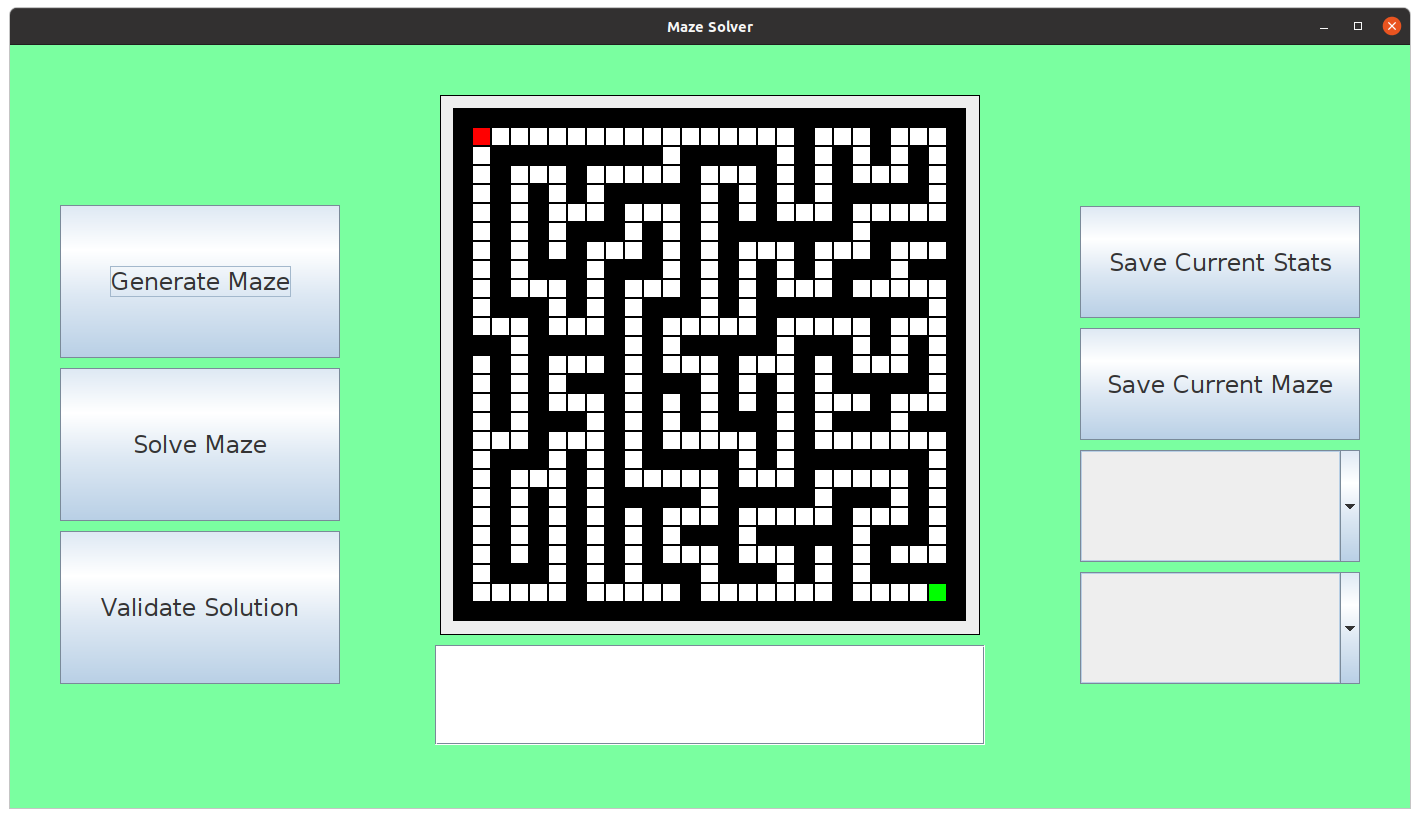 Maze Solver
Generate Maze
Solve Maze
Validate Solution
Save Current Stats
Save Current Maze